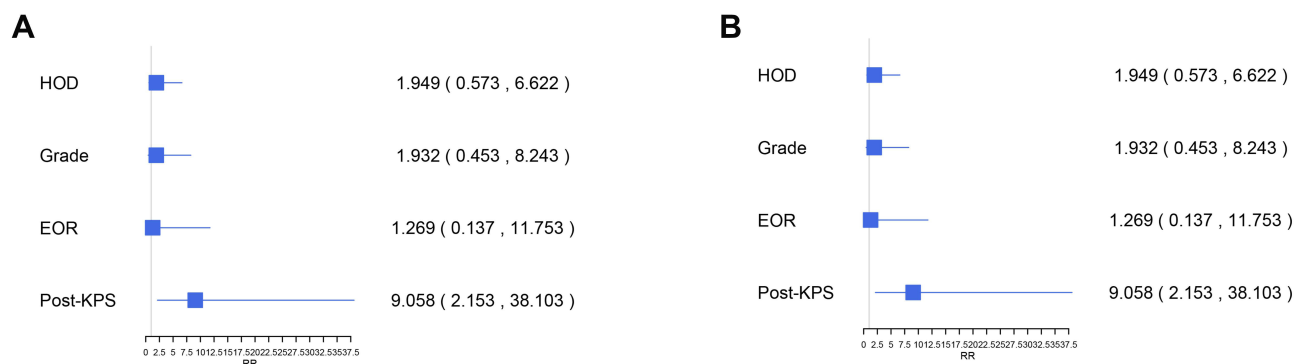 A
HOD 1.949 ( 0.573 , 6.622 )
Grade 1.932 ( 0.453 , 8.243 )
EOR 1.269 ( 0.137 , 11.753 )
Post-KPS 9.058 ( 2.153 , 38.103 )
0 2.5 5 7.5 10 12.5 15 17.5 20 22.5 25 27.5 30 32.5 35 37.5
RR
B
HOD 1.949 ( 0.573 , 6.622 )
Grade 1.932 ( 0.453 , 8.243 )
EOR 1.269 ( 0.137 , 11.753 )
Post-KPS 9.058 ( 2.153 , 38.103 )
0 2.5 5 7.5 10 12.5 15 17.5 20 22.5 25 27.5 30 32.5 35 37.5
RR